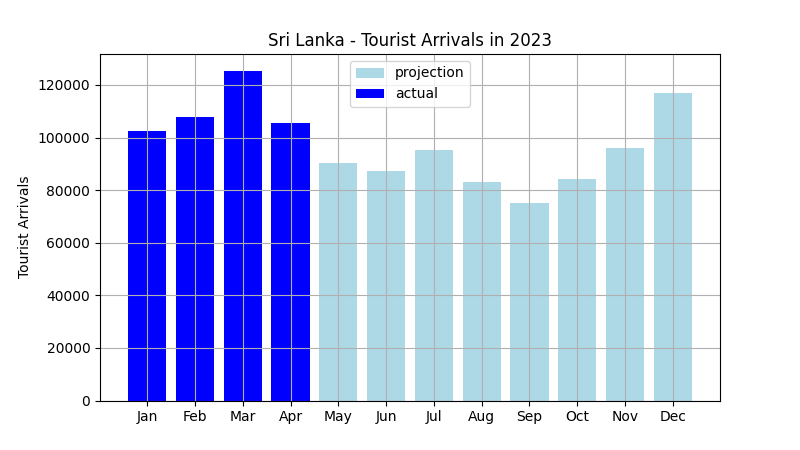 Sri Lanka - Tourist Arrivals in 2023
projection
actual
Tourist Arrivals
120000
100000
80000
60000
40000
20000
0
Jan Feb Mar Apr May Jun Jul Aug Sep Oct Nov Dec